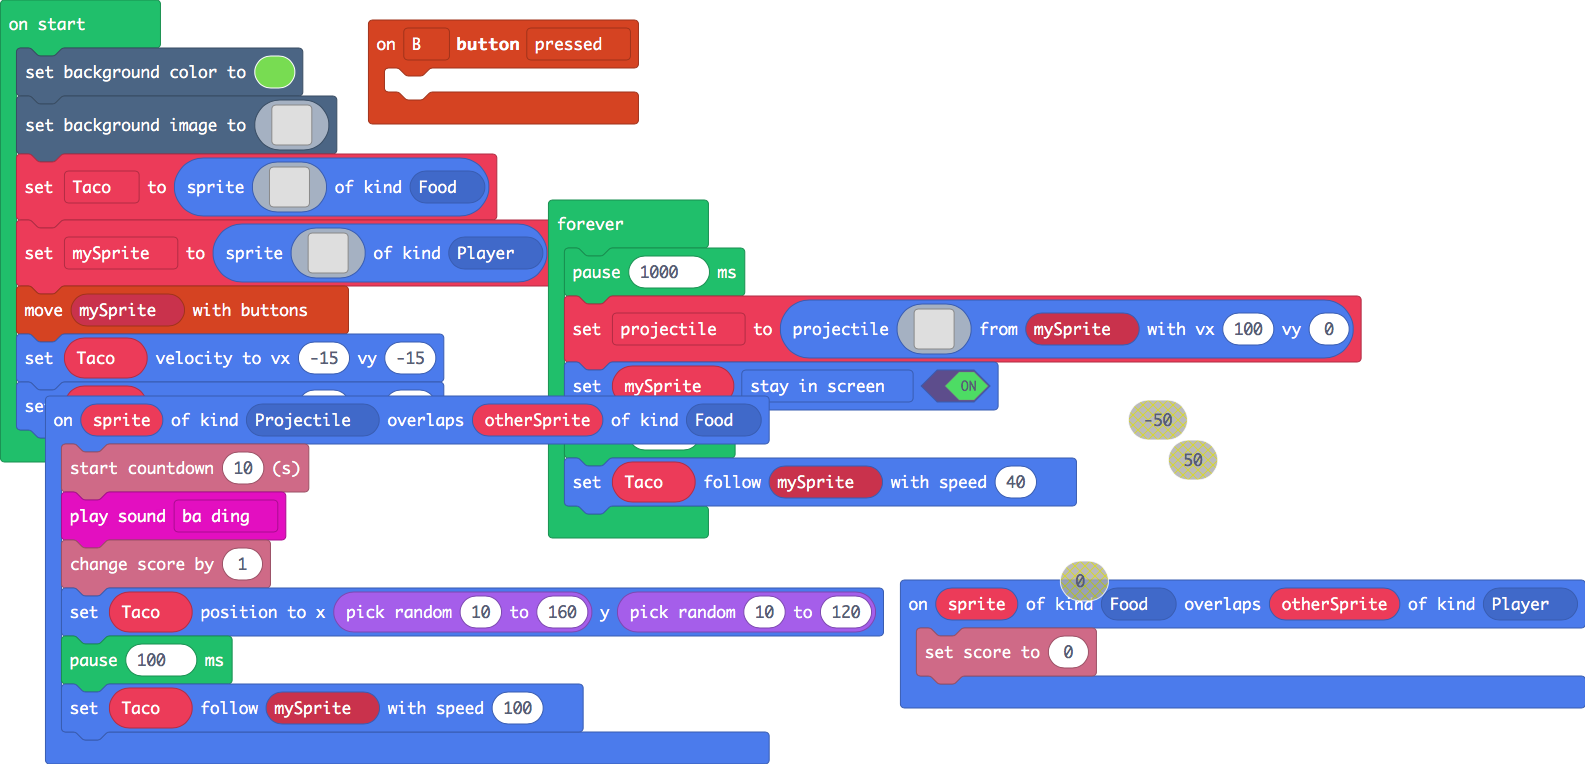 on start
set background color to
set background image to
set Taco to sprite of kind Food
set mySprite to sprite of kind Player
move mySprite with buttons
set Taco velocity to vx -15 vy -15
se
on B button pressed
forever
pause 1000 ms
set projectile to projectile from mySprite with vx 100 vy 0
set mySprite stay in screen ON
set Taco follow mySprite with speed 40
-50
50
on sprite of kind Projectile overlaps otherSprite of kind Food
start countdown 10 (s)
play sound ba ding
change score by 1
set Taco position to x pick random 10 to 160 y pick random 10 to 120
pause 100 ms
set Taco follow mySprite with speed 100
0
on sprite of kind Food overlaps otherSprite of kind Player
set score to 0